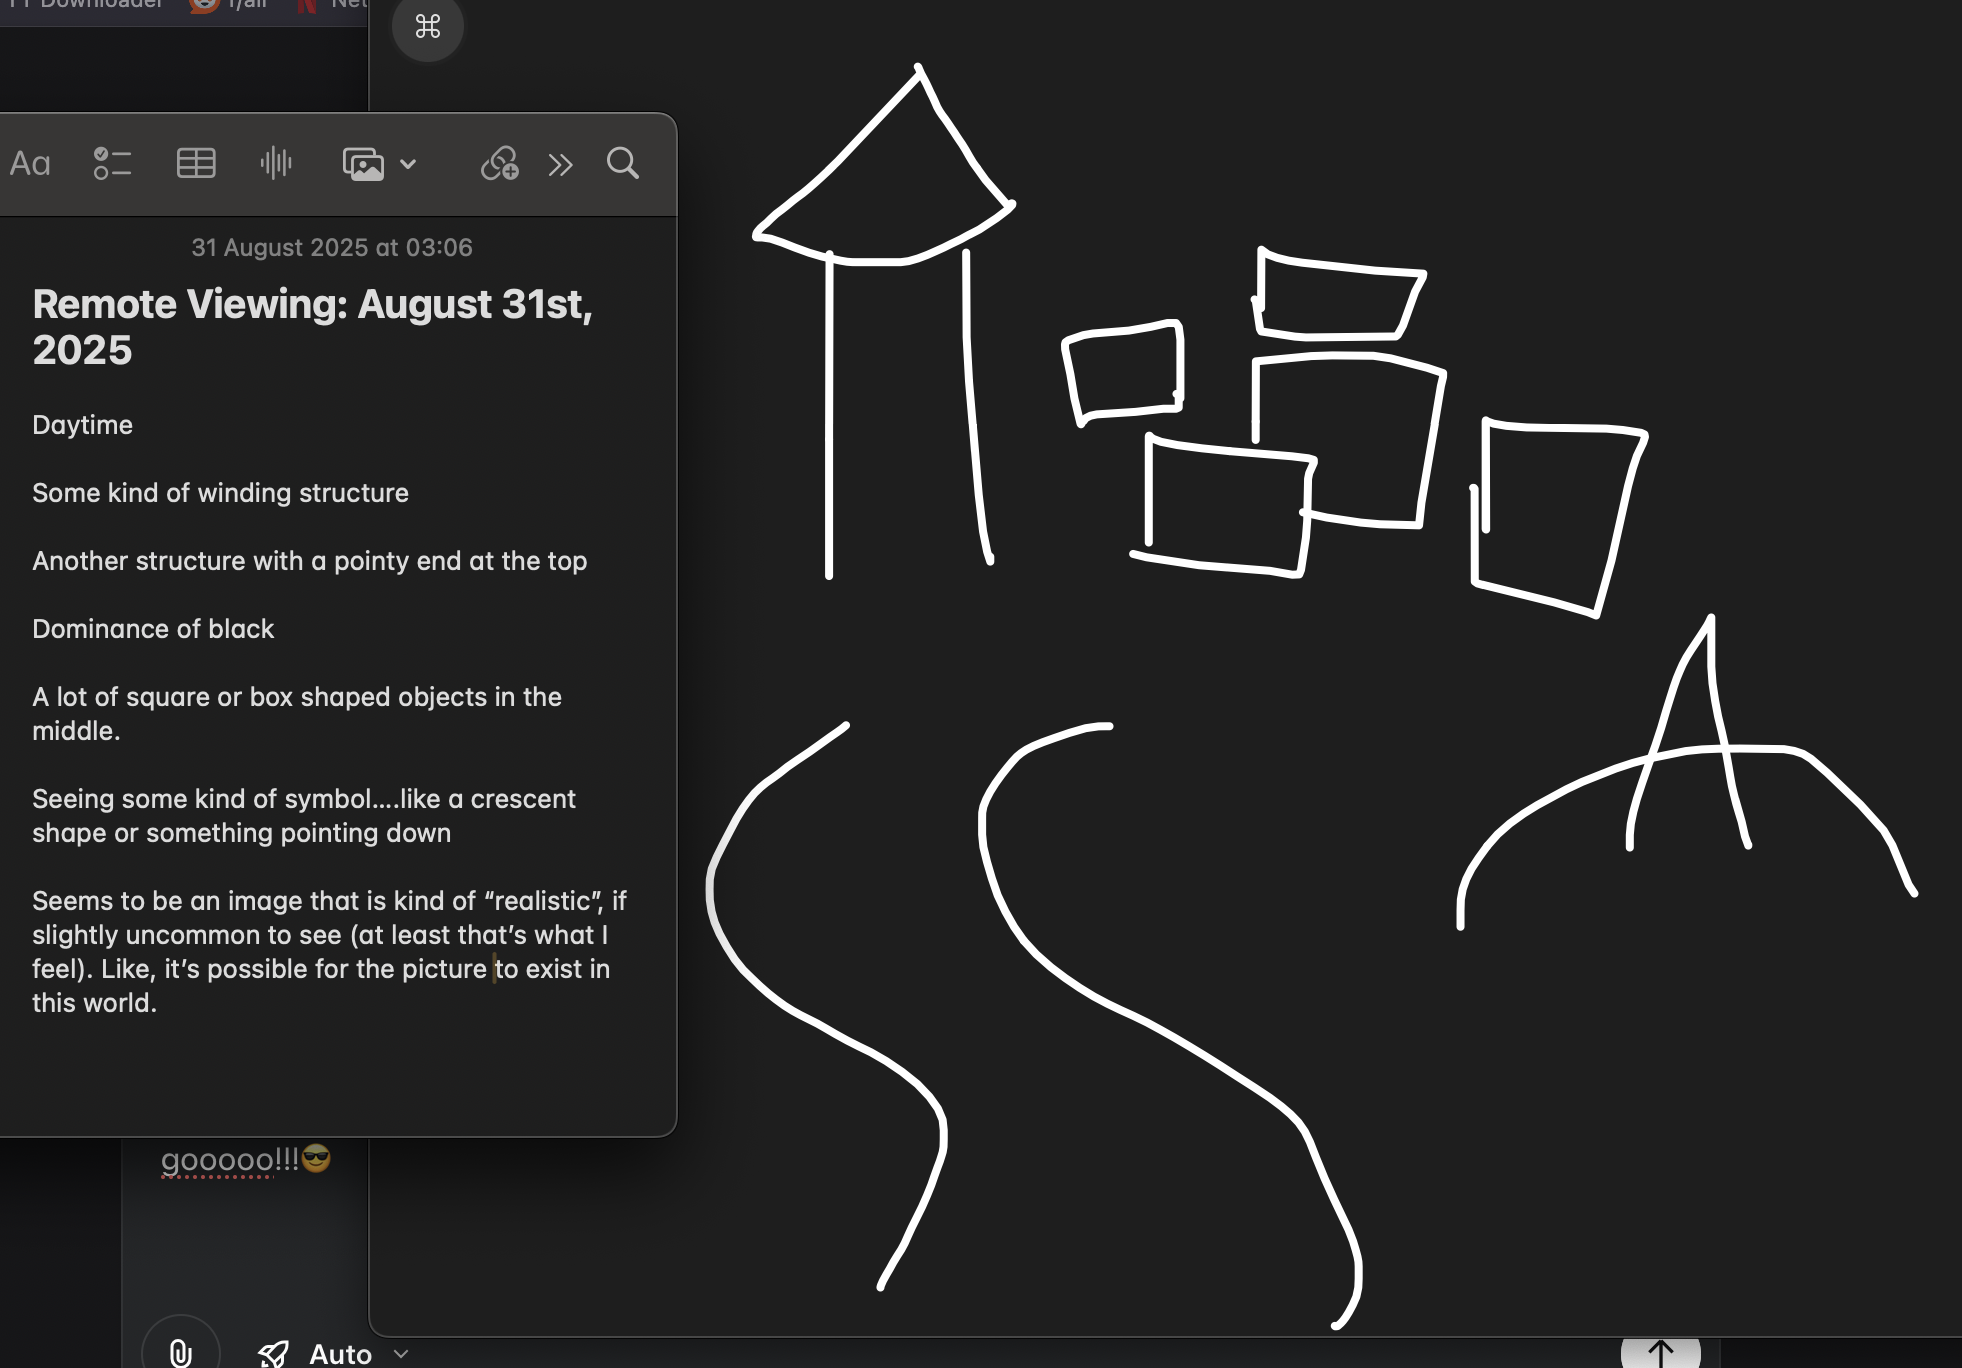 Downloader r/all
Aa
31 August 2025 at 03:06
Remote Viewing: August 31st,
2025
Daytime
Some kind of winding structure
Another structure with a pointy end at the top
Dominance of black
A lot of square or box shaped objects in the
middle.
Seeing some kind of symbol....like a crescent
shape or something pointing down
Seems to be an image that is kind of “realistic”, if
slightly uncommon to see (at least that’s what I
feel). Like, it’s possible for the picture to exist in
this world.
gooooo!!!😎
Auto